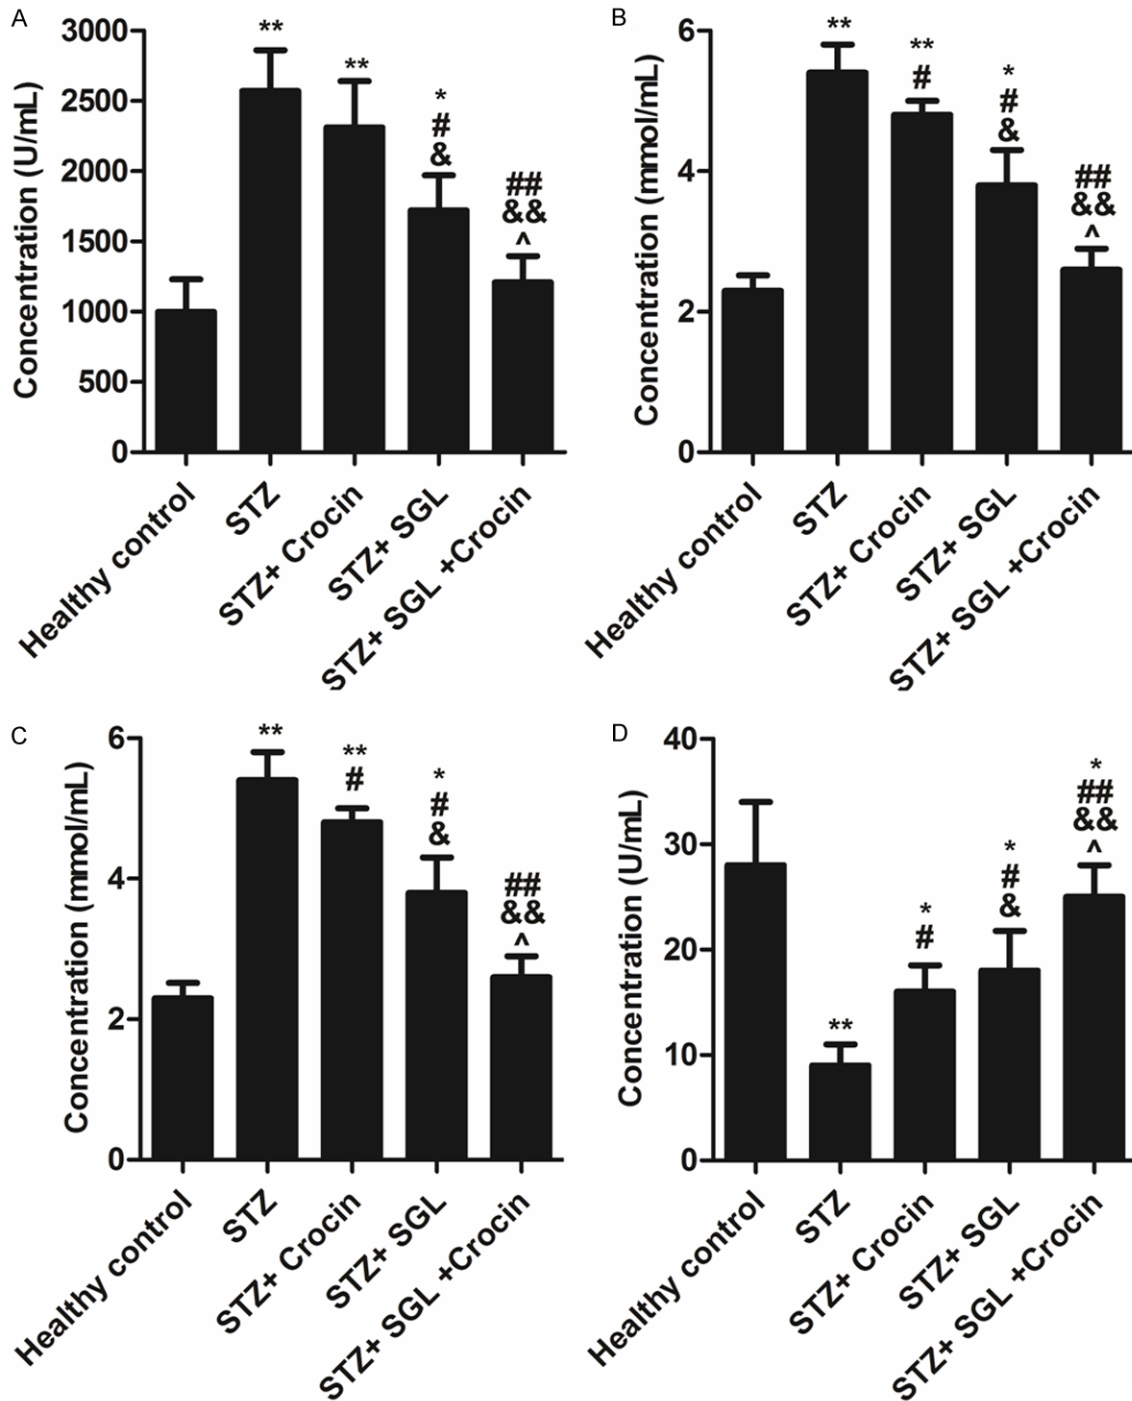 A
Concentration (U/mL)
3000
2500
2000
1500
1000
500
0
**
**
*
#
&
##
&&
^
Healthy control
STZ
STZ+ Crocin
STZ+ SGL
STZ+ SGL +Crocin
B
Concentration (mmol/mL)
6
4
2
0
**
**
#
*
#
&
##
&&
^
Healthy control
STZ
STZ+ Crocin
STZ+ SGL
STZ+ SGL +Crocin
C
Concentration (mmol/mL)
6
4
2
0
**
**
#
*
#
&
##
&&
^
Healthy control
STZ
STZ+ Crocin
STZ+ SGL
STZ+ SGL +Crocin
D
Concentration (U/mL)
40
30
20
10
0
**
*
#
*
#
&
*
##
&&
^
Healthy control
STZ
STZ+ Crocin
STZ+ SGL
STZ+ SGL +Crocin